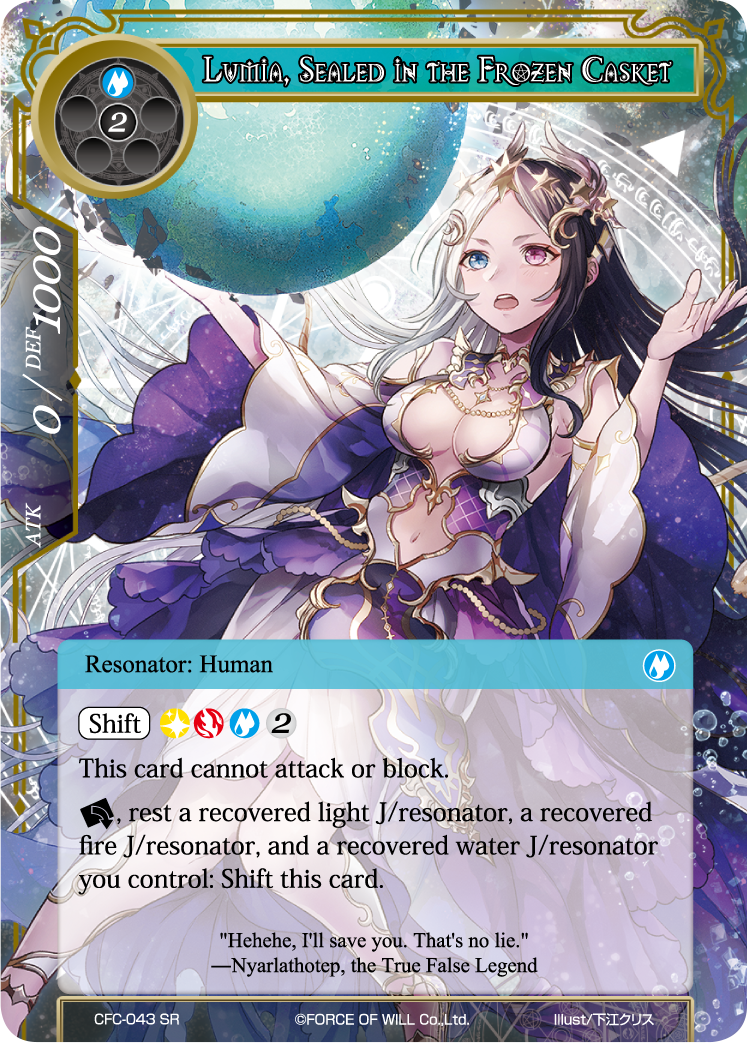 Lumia, Sealed in the Frozen Casket
2
ATK 0 / DEF 1000
Resonator: Human
Shift 2
This card cannot attack or block.
, rest a recovered light J/resonator, a recovered
fire J/resonator, and a recovered water J/resonator
you control: Shift this card.
"Hehehe, I'll save you. That's no lie."
—Nyarlathotep, the True False Legend
CFC-043 SR ©FORCE OF WILL Co.,Ltd. Illust/下江クリス